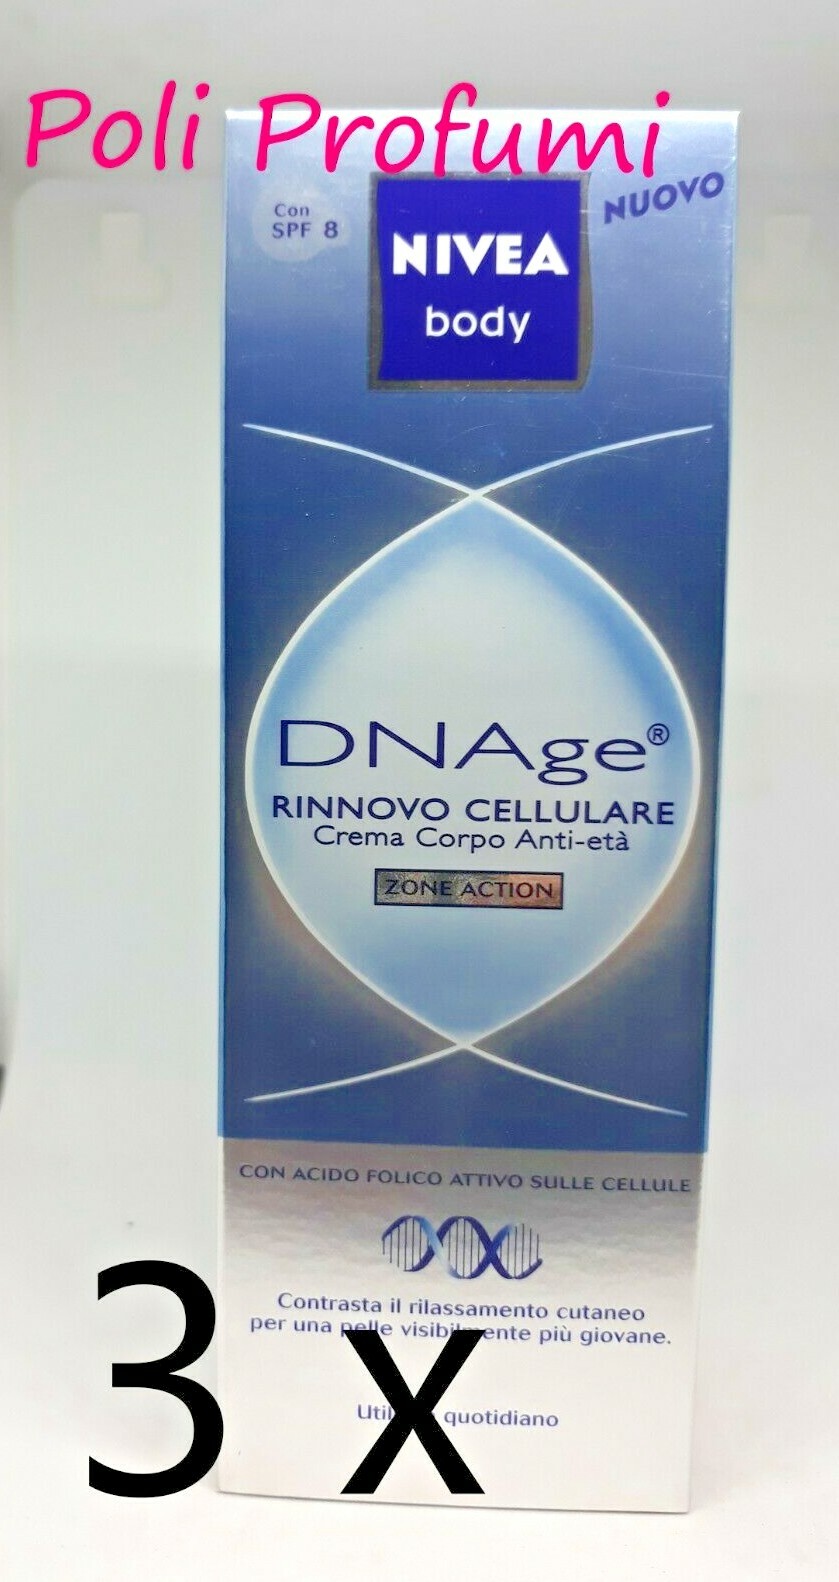 Poli Profumi
Con
SPF 8
NUOVO
NIVEA
body
DNAge®
RINNOVO CELLULARE
Crema Corpo Anti-età
ZONE ACTION
CON ACIDO FOLICO ATTIVO SULLE CELLULE
Contrasta il rilassamento cutaneo
per una pelle visibilmente più giovane.
quotidiano
3 x